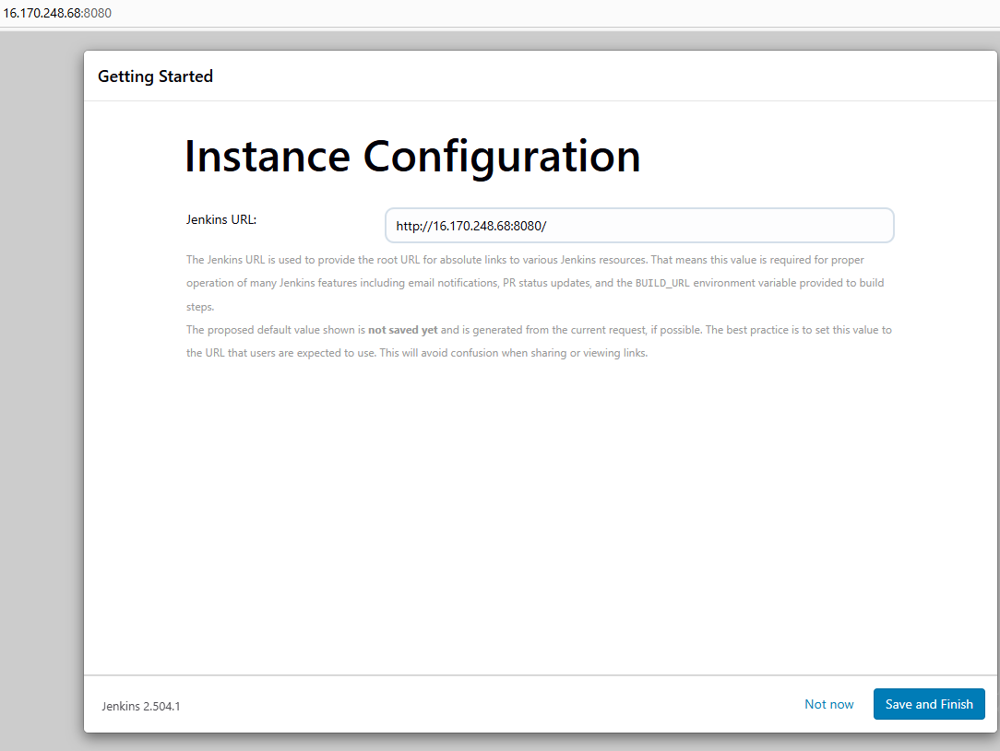 16.170.248.68:8080
Getting Started
Instance Configuration
Jenkins URL:
http://16.170.248.68:8080/
The Jenkins URL is used to provide the root URL for absolute links to various Jenkins resources. That means this value is required for proper
operation of many Jenkins features including email notifications, PR status updates, and the BUILD_URL environment variable provided to build
steps.
The proposed default value shown is not saved yet and is generated from the current request, if possible. The best practice is to set this value to
the URL that users are expected to use. This will avoid confusion when sharing or viewing links.
Jenkins 2.504.1
Not now
Save and Finish